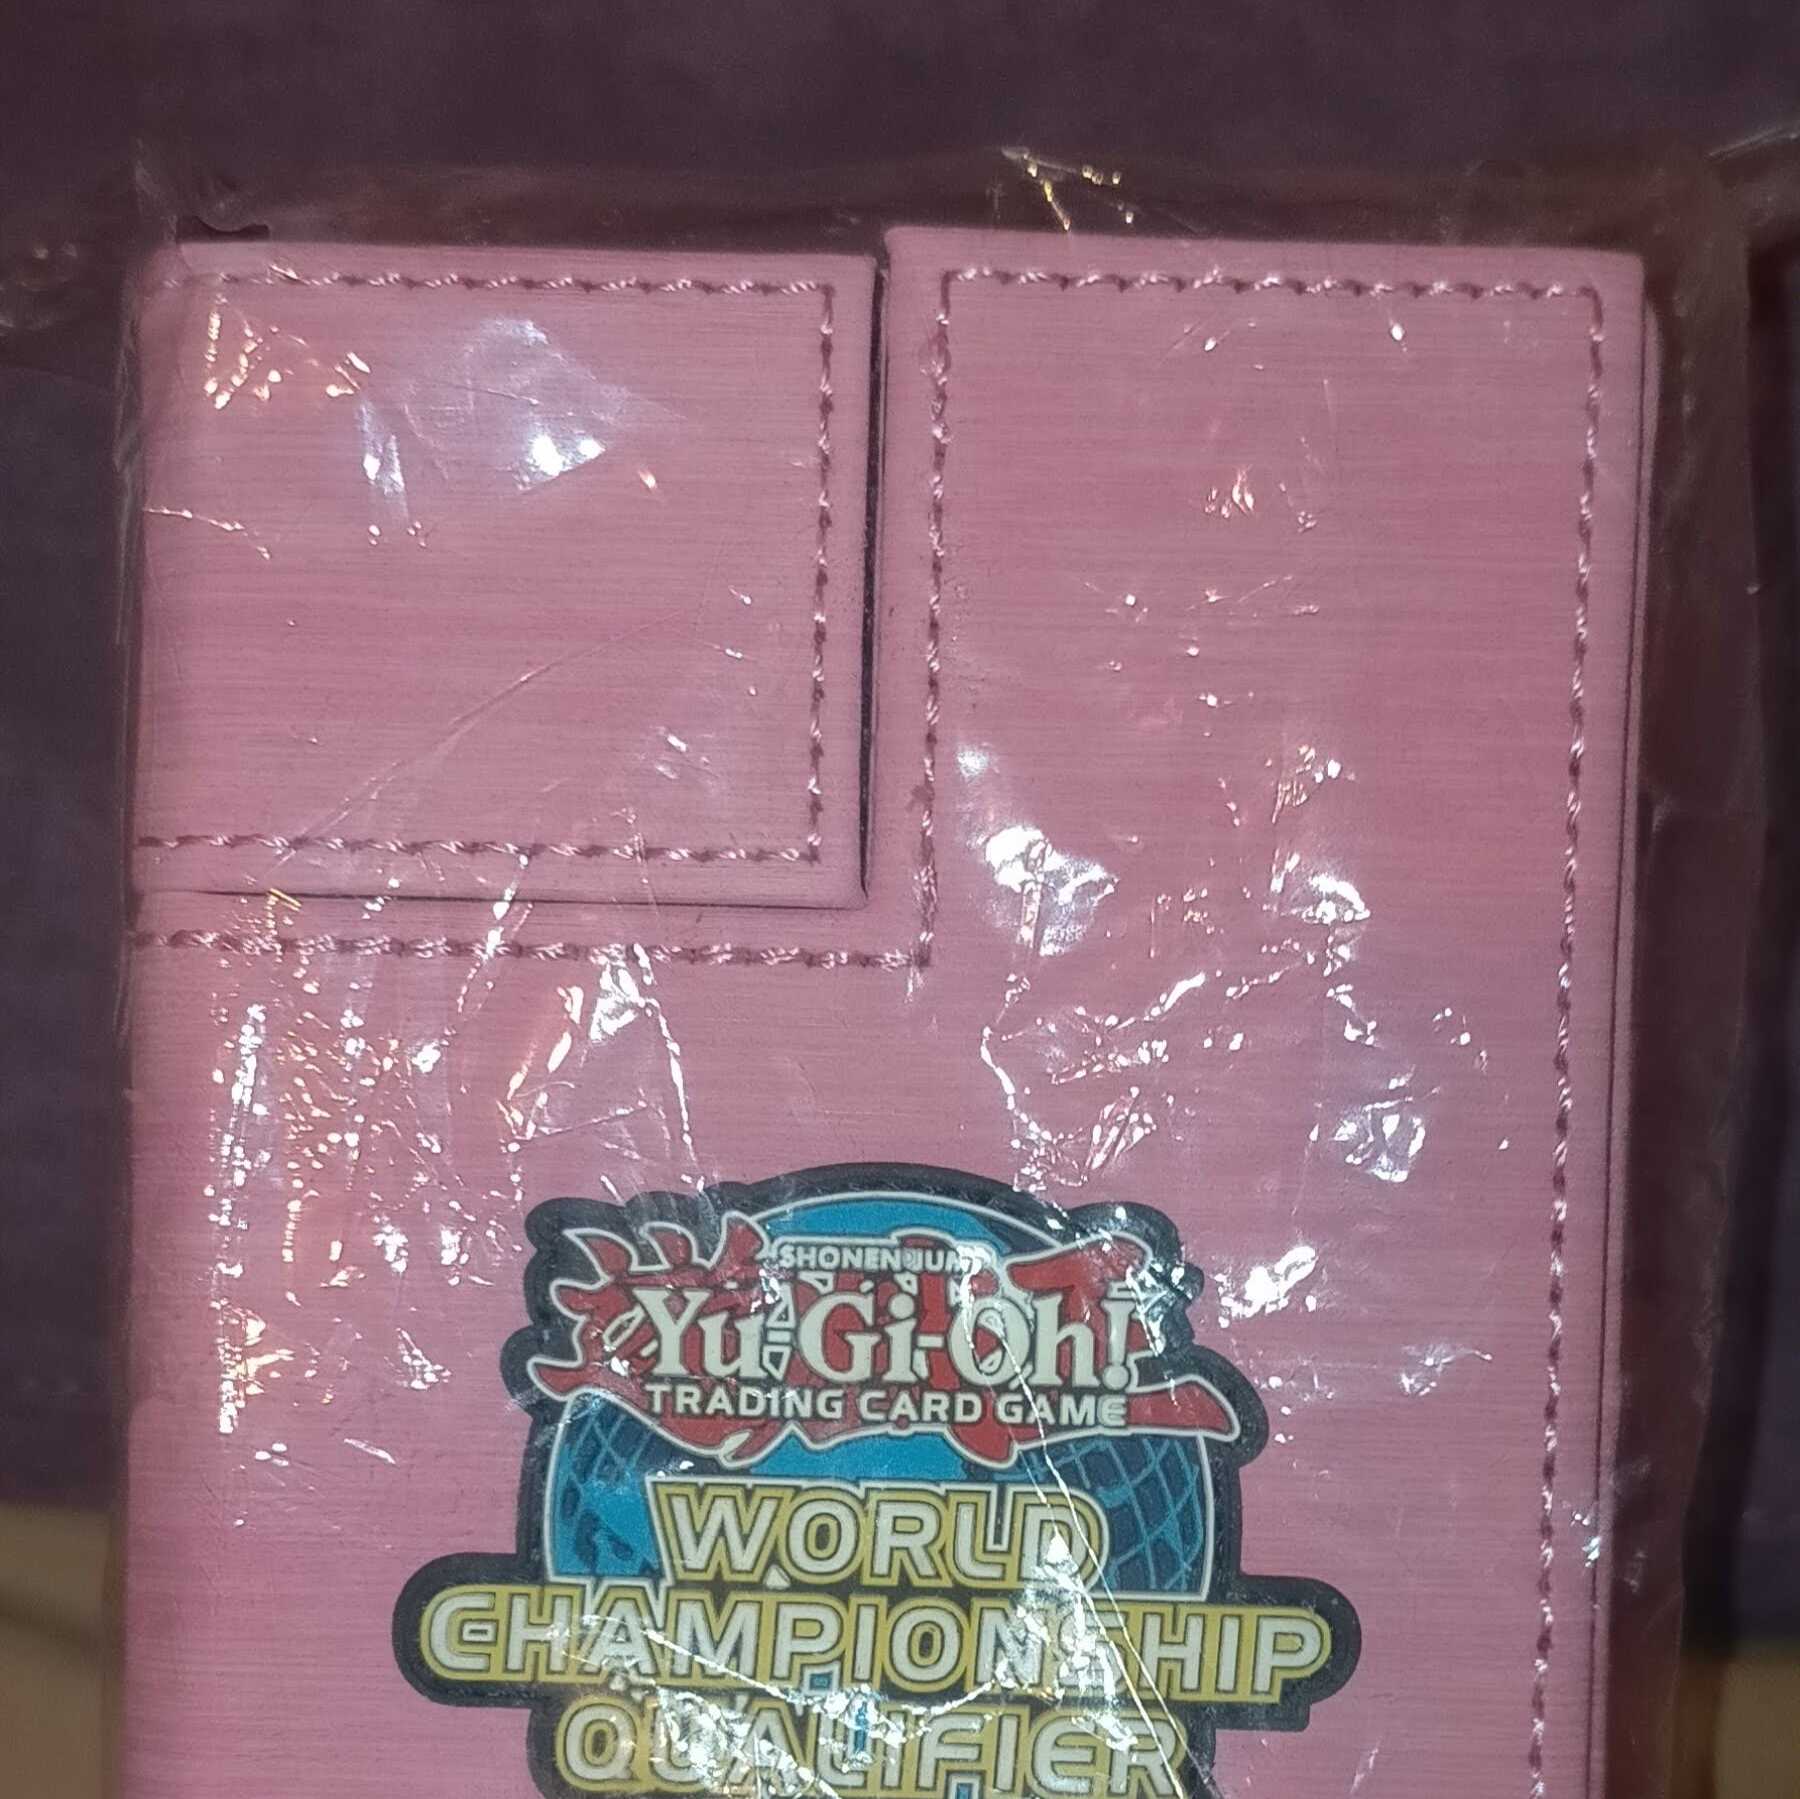 SHONEN JUMP
Yu-Gi-Oh!
TRADING CARD GAME
WORLD
CHAMPIONSHIP
QUALIFIER